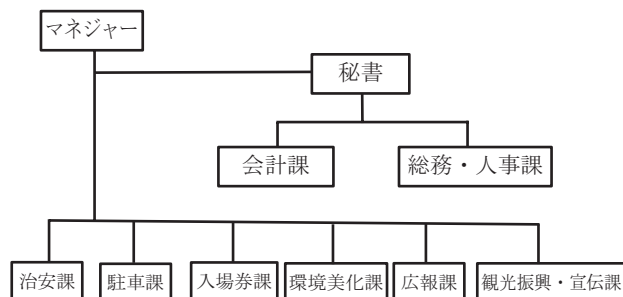 マネジャー
秘書
会計課
総務・人事課
治安課
駐車課
入場券課
環境美化課
広報課
観光振興・宣伝課